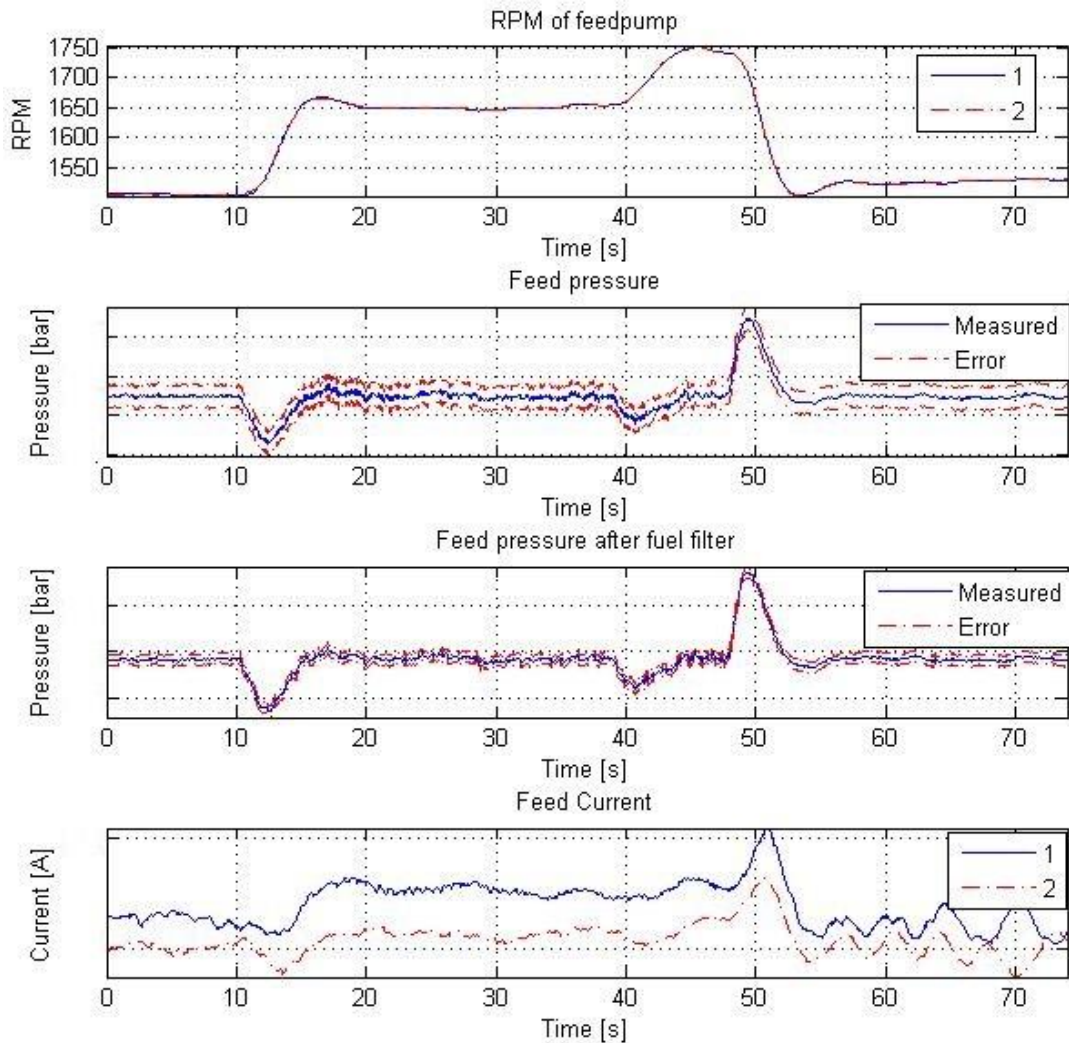 RPM of feedpump
1750
1700
1650
1600
1550
RPM
1
2
0 10 20 30 40 50 60 70
Time [s]
Feed pressure
Pressure [bar]
Measured
Error
0 10 20 30 40 50 60 70
Time [s]
Feed pressure after fuel filter
Pressure [bar]
Measured
Error
0 10 20 30 40 50 60 70
Time [s]
Feed Current
Current [A]
1
2
0 10 20 30 40 50 60 70
Time [s]